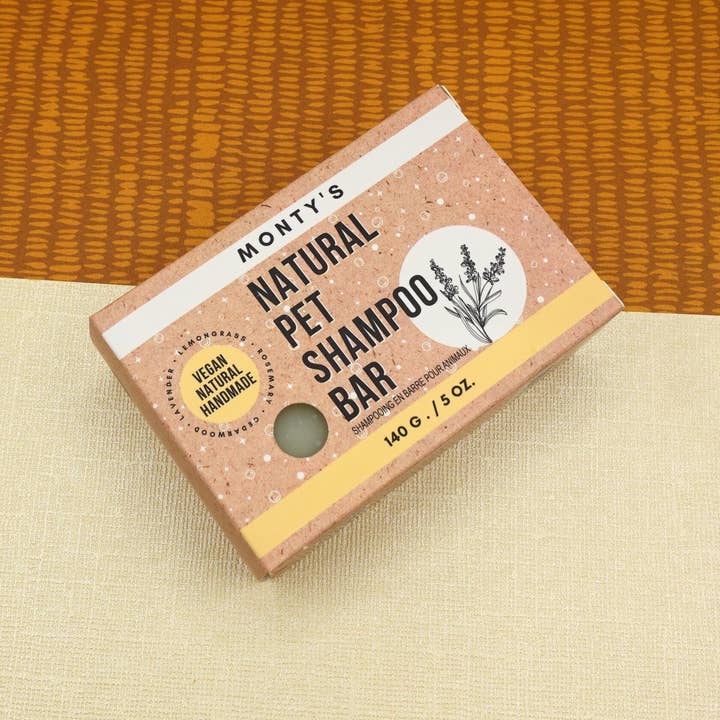 MONTY'S
NATURAL
PET
SHAMPOO
BAR
SHAMPOOING EN BARRE POUR ANIMAUX
140 G . / 5 OZ.
LAVENDER · LEMONGRASS · ROSEMARY · CEDARWOOD ·
VEGAN
NATURAL
HANDMADE